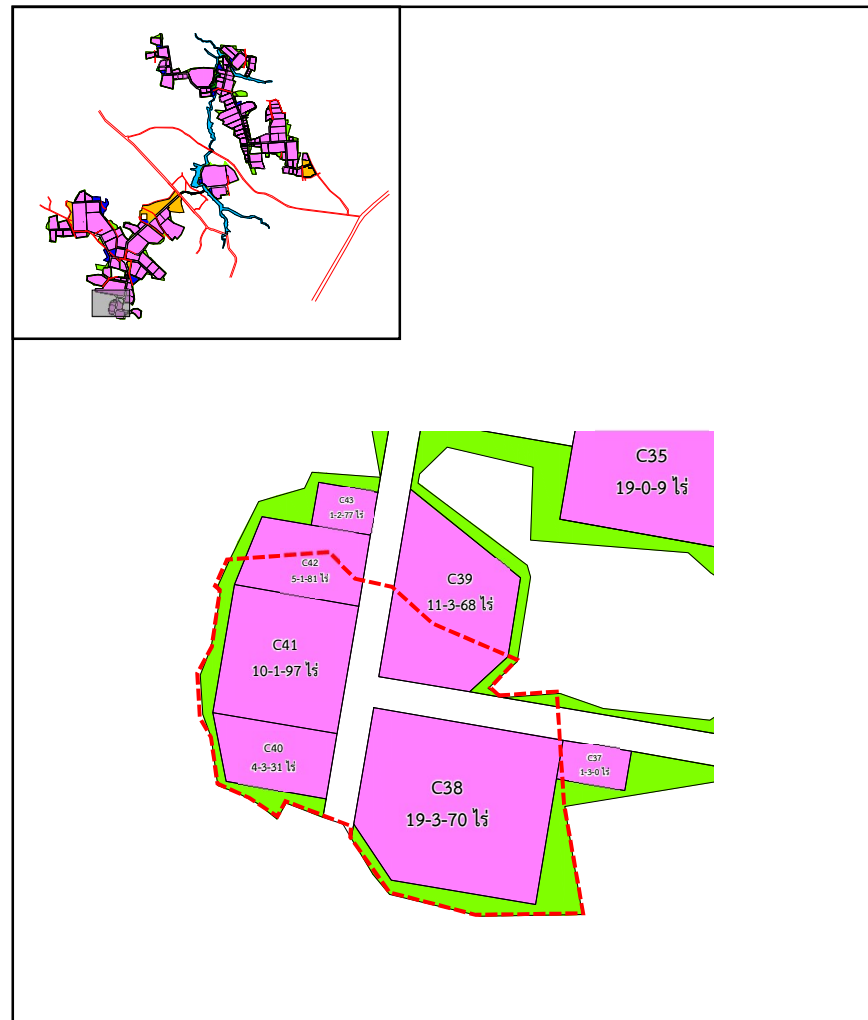 C35
19-0-9 ไร่
C43
1-2-77 ไร่
C42
5-1-81 ไร่
C39
11-3-68 ไร่
C41
10-1-97 ไร่
C40
4-3-31 ไร่
C37
1-3-0 ไร่
C38
19-3-70 ไร่